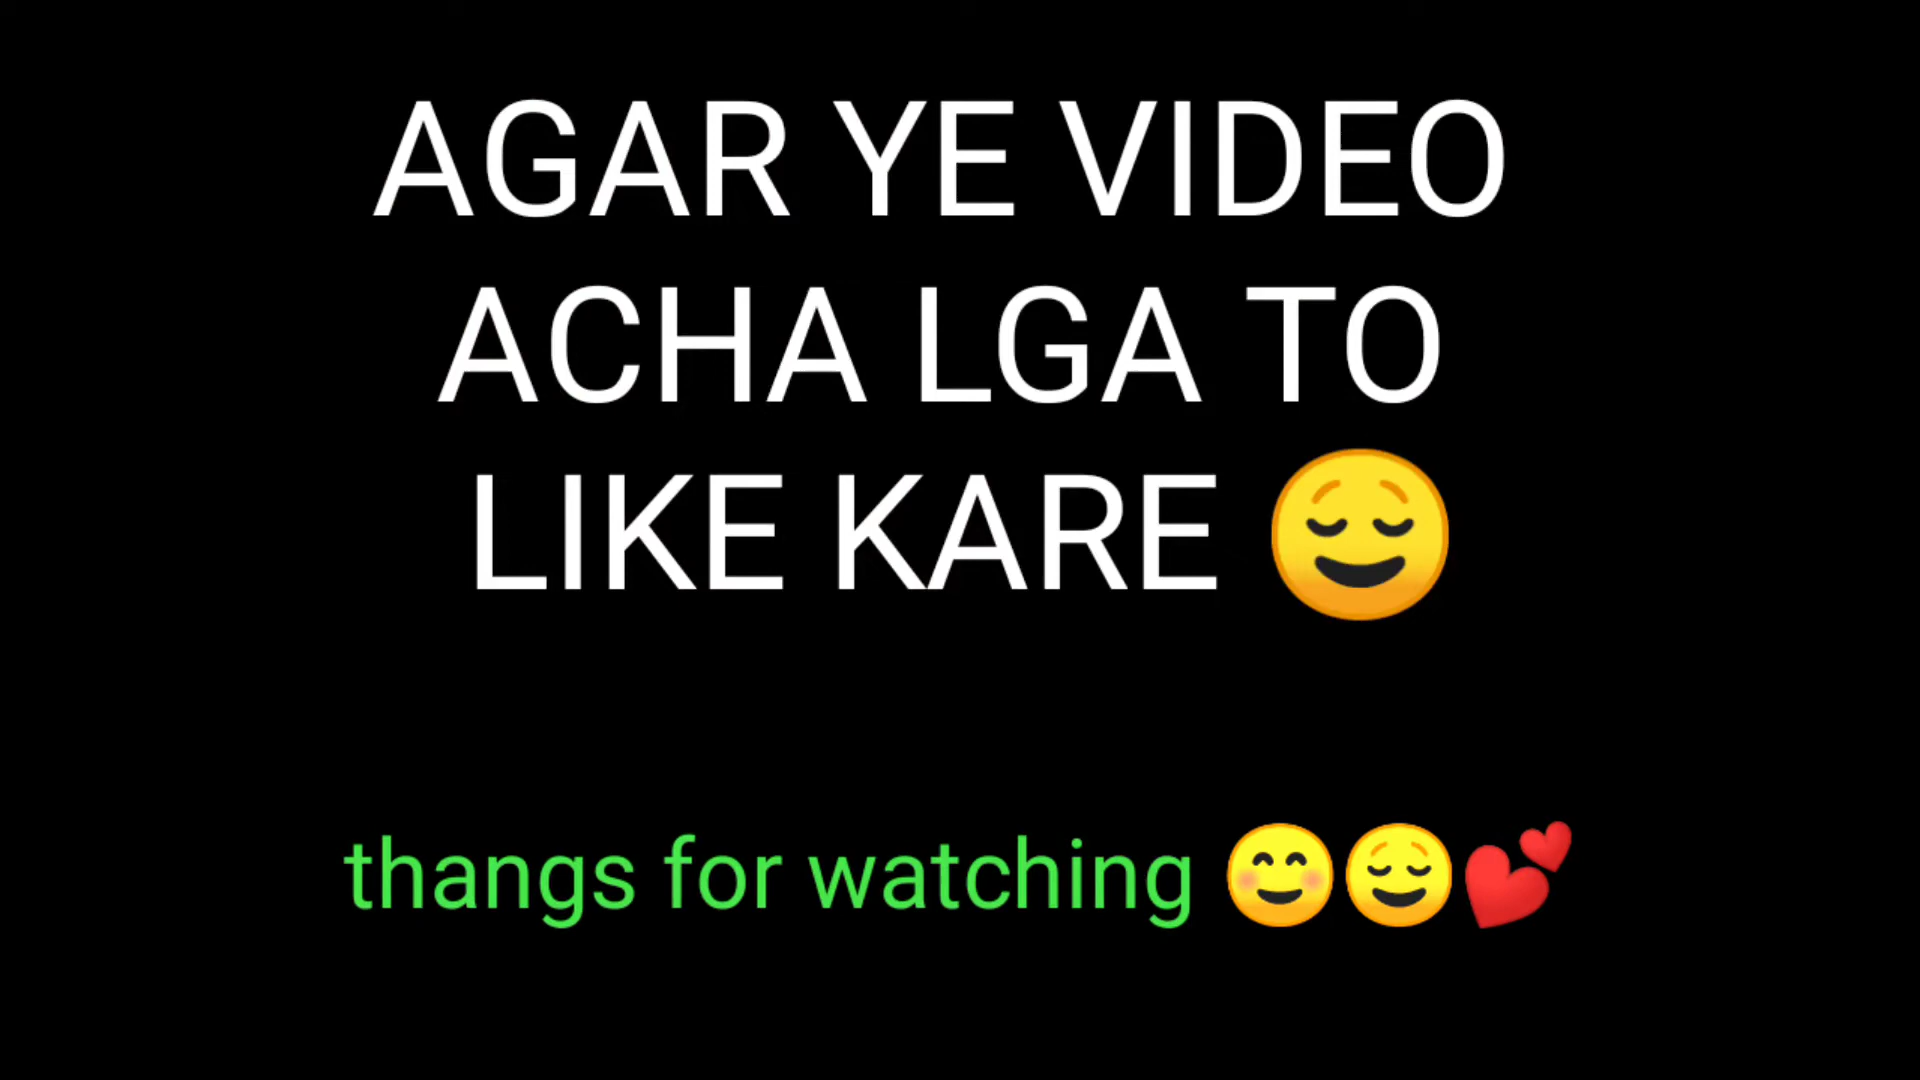 AGAR YE VIDEO
ACHA LGA TO
LIKE KARE 😌
thangs for watching 😊😌💕